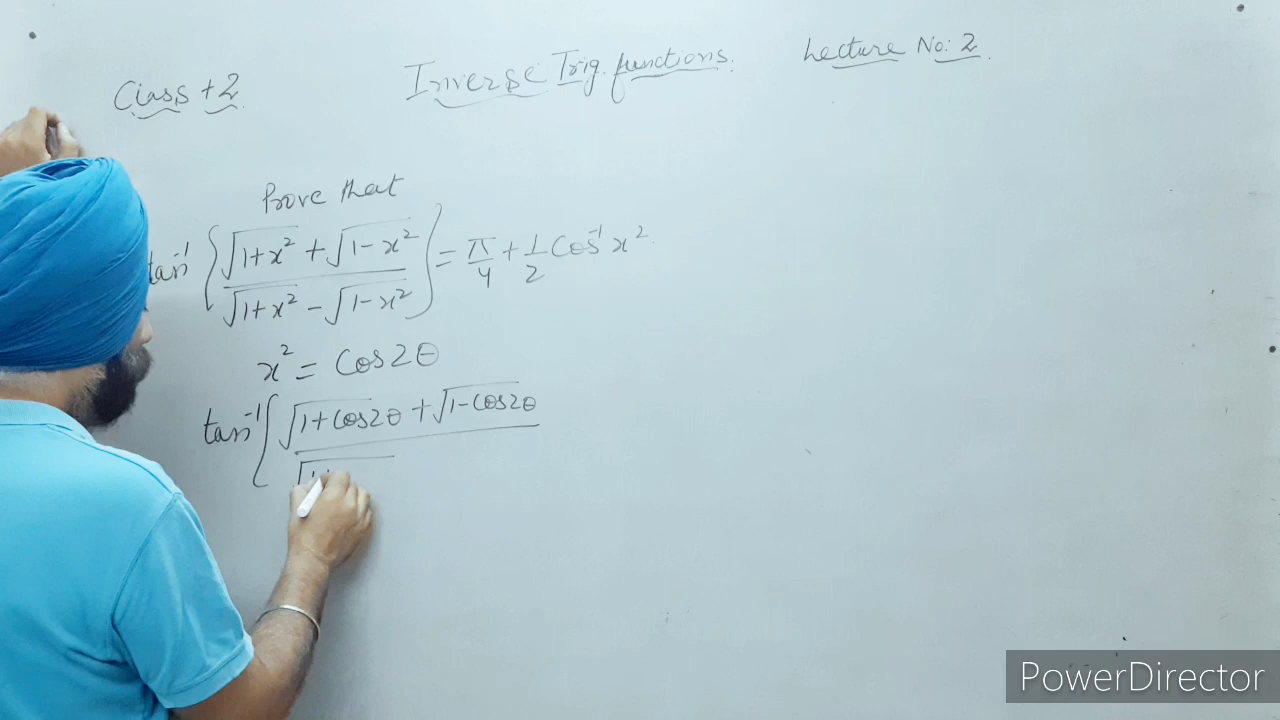 Class +2
Inverse Trig. functions.
Lecture No: 2.
Prove that
tan⁻¹ { (√(1+x²) + √(1-x²)) / (√(1+x²) - √(1-x²)) } = π/4 + 1/2 Cos⁻¹ x².
x² = Cos2θ
tan⁻¹ { √(1+Cos2θ) + √(1-Cos2θ)
PowerDirector